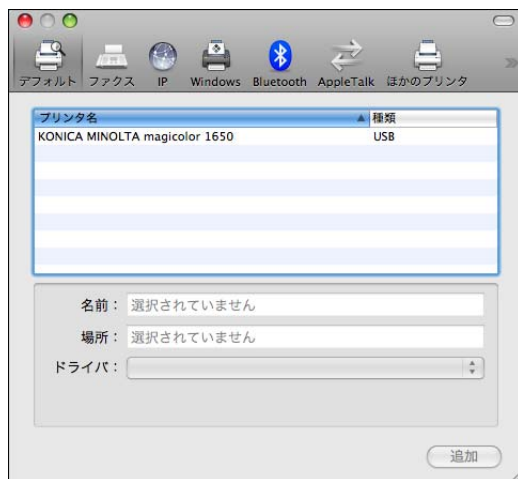 デフォルト ファクス IP Windows Bluetooth AppleTalk ほかのプリンタ
プリンタ名 種類
KONICA MINOLTA magicolor 1650 USB
名前： 選択されていません
場所： 選択されていません
ドライバ：
追加